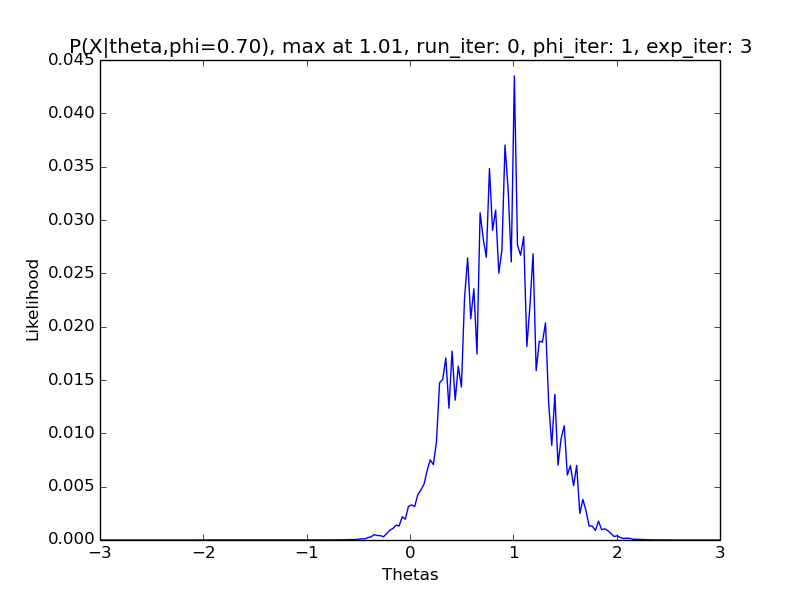 P(X|theta,phi=0.70), max at 1.01, run_iter: 0, phi_iter: 1, exp_iter: 3
0.045
0.040
0.035
0.030
0.025
0.020
0.015
0.010
0.005
0.000
Likelihood
−3 −2 −1 0 1 2 3
Thetas